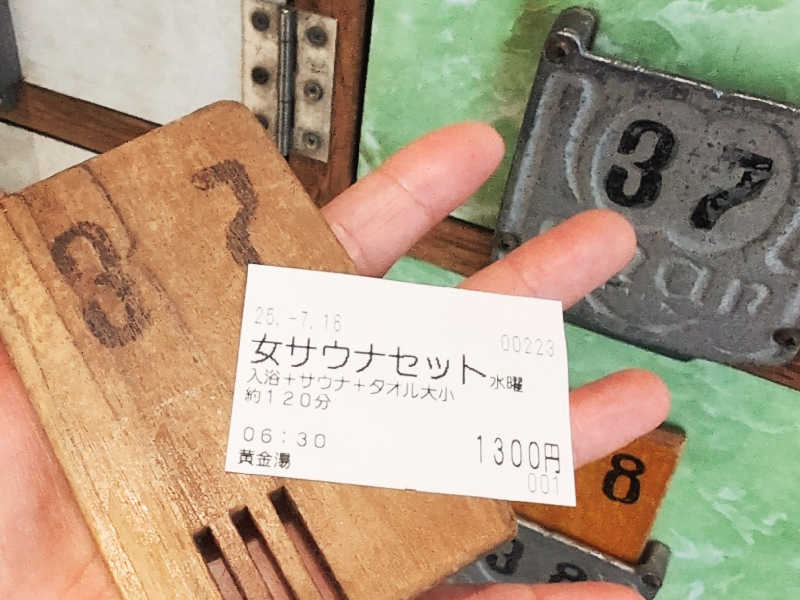 37
37
25.-7.16
00223
女サウナセット 水曜
入浴＋サウナ＋タオル大小
約120分
06:30
1300円
黄金湯
001
8
38